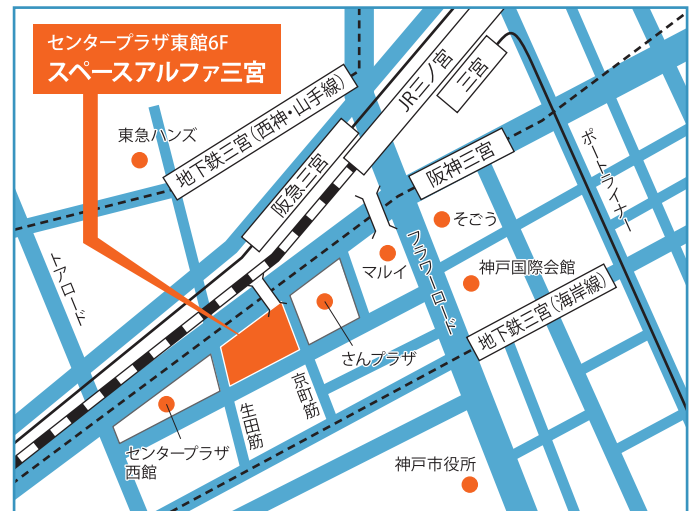 センタープラザ東館6F
スペースアルファ三宮
JR三ノ宮
三宮
地下鉄三宮(西神・山手線)
東急ハンズ
阪急三宮
阪神三宮
ポートライナー
そごう
フラワーロード
トアロード
マルイ
神戸国際会館
地下鉄三宮(海岸線)
さんプラザ
京町筋
生田筋
センタープラザ
西館
神戸市役所